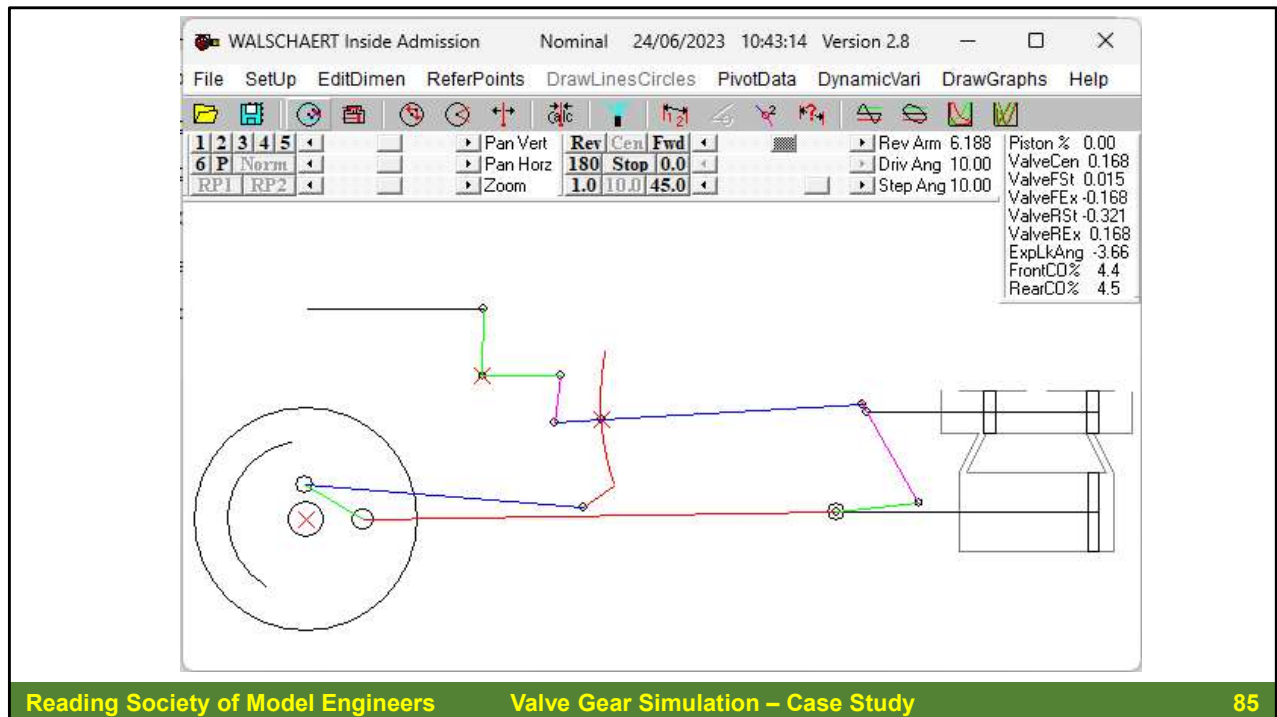 WALSCHAERT Inside Admission Nominal 24/06/2023 10:43:14 Version 2.8
File SetUp EditDimen ReferPoints DrawLinesCircles PivotData DynamicVari DrawGraphs Help
calc
1 2 3 4 5 Pan Vert Rev Cen Fwd Rev Arm 6.188
6 P Norm Pan Horz 180 Stop 0.0 Driv Ang 10.00
RP1 RP2 Zoom 1.0 10.0 45.0 Step Ang 10.00
Piston % 0.00
ValveCen 0.168
ValveFSt 0.015
ValveFEx -0.168
ValveRSt -0.321
ValveREx 0.168
ExpLkAng -3.66
FrontCO% 4.4
RearCO% 4.5
Reading Society of Model Engineers Valve Gear Simulation – Case Study 85